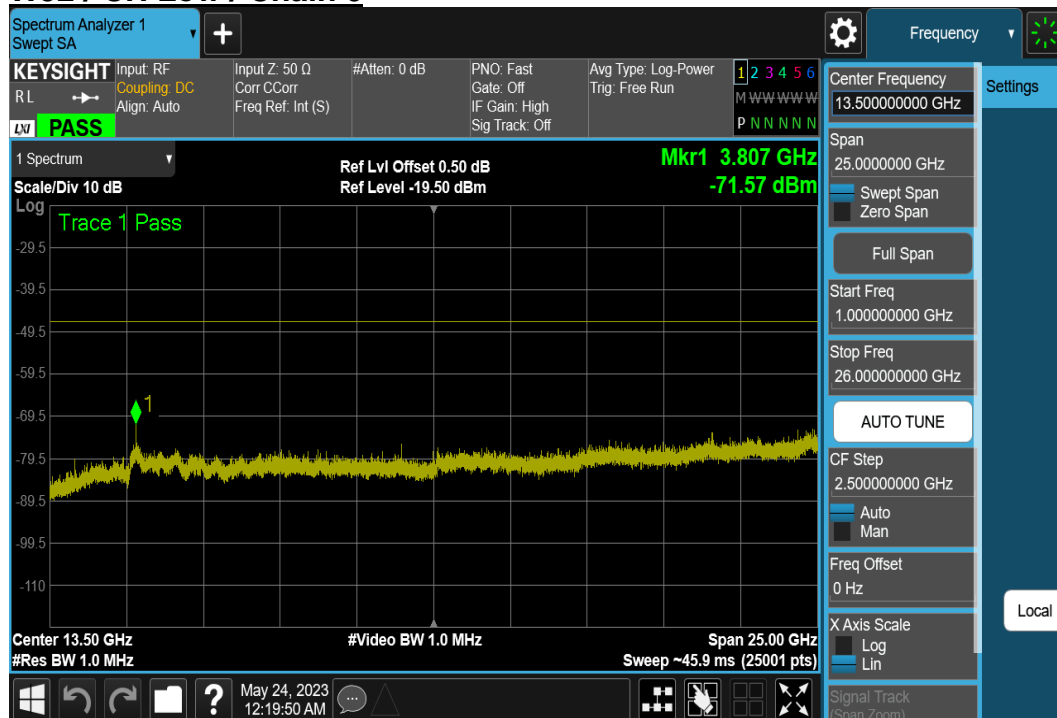 Spectrum Analyzer 1
Swept SA
+
Frequency
KEYSIGHT
RL
LXI PASS
Input: RF
Coupling: DC
Align: Auto
Input Z: 50 Ω
Corr CCorr
Freq Ref: Int (S)
#Atten: 0 dB
PNO: Fast
Gate: Off
IF Gain: High
Sig Track: Off
Avg Type: Log-Power
Trig: Free Run
1 2 3 4 5 6
M W W W W W
P N N N N N
1 Spectrum
Scale/Div 10 dB
Ref Lvl Offset 0.50 dB
Ref Level -19.50 dBm
Mkr1 3.807 GHz
-71.57 dBm
Log
Trace 1 Pass
-29.5
-39.5
-49.5
-59.5
-69.5
-79.5
-89.5
-99.5
-110
1
Center 13.50 GHz
#Res BW 1.0 MHz
#Video BW 1.0 MHz
Span 25.00 GHz
Sweep ~45.9 ms (25001 pts)
May 24, 2023
12:19:50 AM
?
Center Frequency
13.500000000 GHz
Span
25.0000000 GHz
Swept Span
Zero Span
Full Span
Start Freq
1.000000000 GHz
Stop Freq
26.000000000 GHz
AUTO TUNE
CF Step
2.500000000 GHz
Auto
Man
Freq Offset
0 Hz
X Axis Scale
Log
Lin
Signal Track
(Span Zoom)
Settings
Local